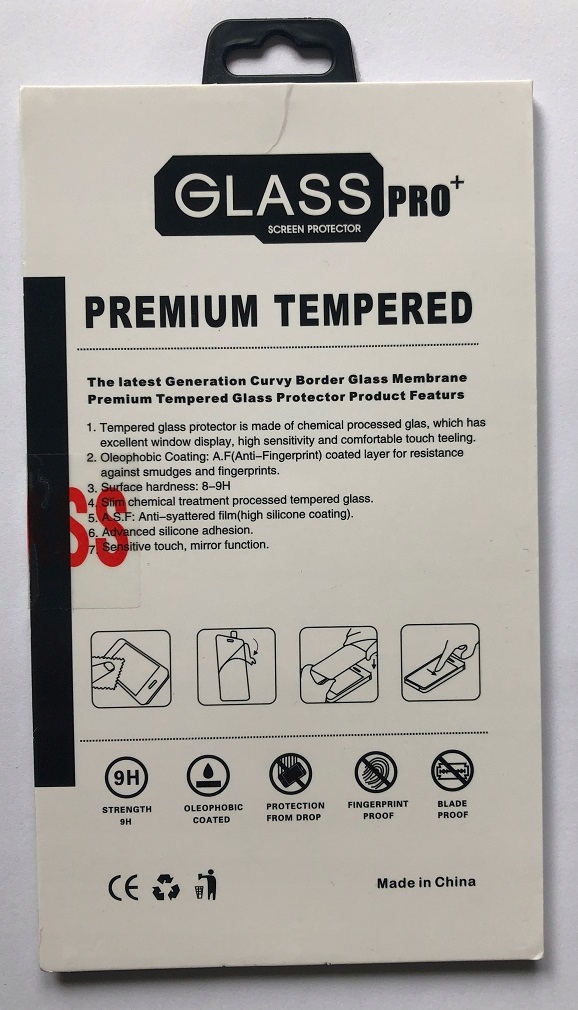 GLASS PRO+
SCREEN PROTECTOR
PREMIUM TEMPERED
The latest Generation Curvy Border Glass Membrane
Premium Tempered Glass Protector Product Featurs
1. Tempered glass protector is made of chemical processed glas, which has
excellent window display, high sensitivity and comfortable touch teeling.
2. Oleophobic Coating: A.F(Anti-Fingerprint) coated layer for resistance
against smudges and fingerprints.
3. Surface hardness: 8-9H
4. Slim chemical treatment processed tempered glass.
5. A.S.F: Anti-syattered film(high silicone coating).
6. Advanced silicone adhesion.
7. Sensitive touch, mirror function.
SS
9H
STRENGTH
9H
OLEOPHOBIC
COATED
PROTECTION
FROM DROP
FINGERPRINT
PROOF
BLADE
PROOF
CE
Made in China